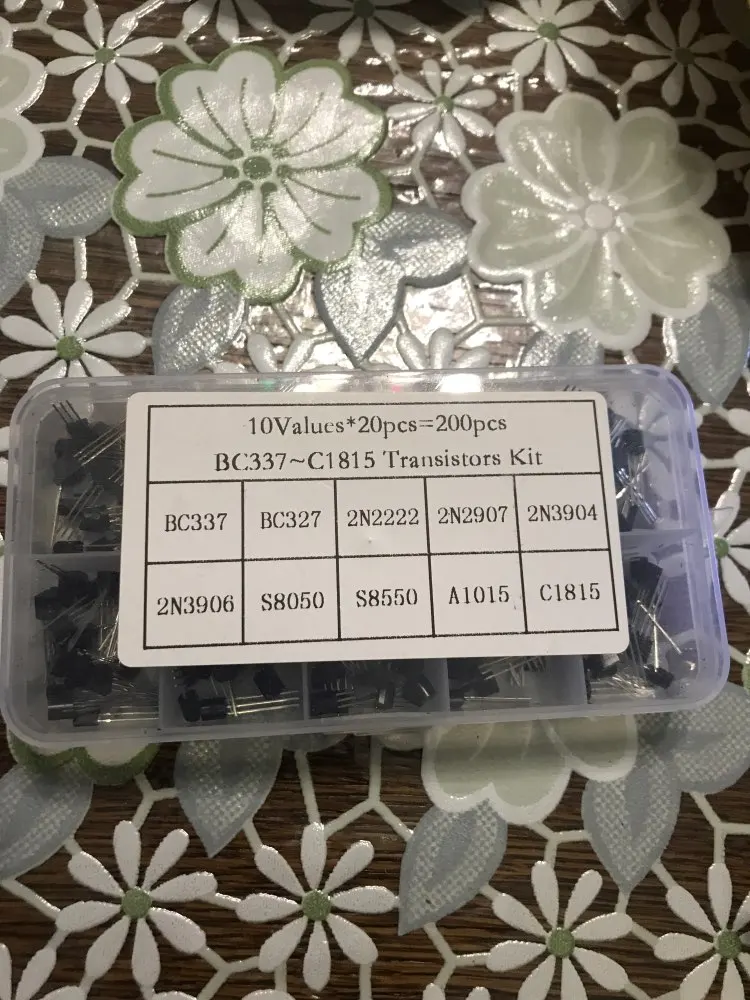 10Values*20pcs=200pcs
BC337~C1815 Transistors Kit
BC337 BC327 2N2222 2N2907 2N3904
2N3906 S8050 S8550 A1015 C1815